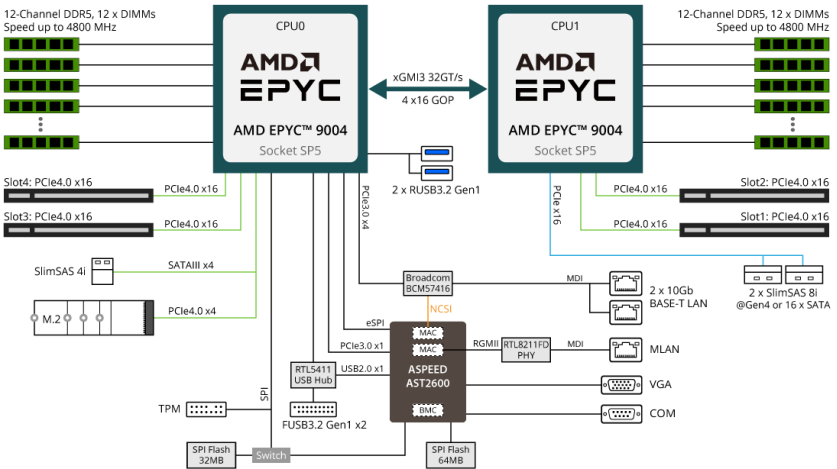 12-Channel DDR5, 12 x DIMMs
Speed up to 4800 MHz
CPU0
AMD
EPYC
AMD EPYC™ 9004
Socket SP5
xGMI3 32GT/s
4 x16 GOP
CPU1
AMD
EPYC
AMD EPYC™ 9004
Socket SP5
12-Channel DDR5, 12 x DIMMs
Speed up to 4800 MHz
2 x RUSB3.2 Gen1
Slot4: PCIe4.0 x16
PCIe4.0 x16
Slot3: PCIe4.0 x16
PCIe4.0 x16
PCIe3.0 x4
PCIe x16
PCIe4.0 x16
Slot2: PCIe4.0 x16
PCIe4.0 x16
Slot1: PCIe4.0 x16
SlimSAS 4i
SATAIII x4
M.2
PCIe4.0 x4
Broadcom
BCM57416
MDI
2 x 10Gb
BASE-T LAN
2 x SlimSAS 8i
@Gen4 or 16 x SATA
NCSI
eSPI
MAC
PCIe3.0 x1
MAC
RGMII
RTL8211FD
PHY
MDI
MLAN
ASPEED
AST2600
RTL5411
USB Hub
USB2.0 x1
VGA
SPI
TPM
FUSB3.2 Gen1 x2
BMC
COM
SPI Flash
32MB
Switch
SPI Flash
64MB